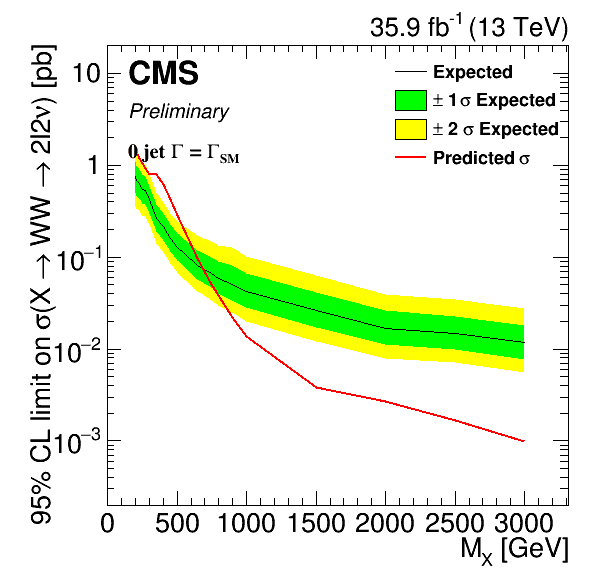 35.9 fb⁻¹ (13 TeV)
95% CL limit on σ(X → WW → 2l2ν) [pb]
CMS
Preliminary
0 jet Γ = Γ_SM
Expected
± 1 σ Expected
± 2 σ Expected
Predicted σ
10
1
10⁻¹
10⁻²
10⁻³
0 500 1000 1500 2000 2500 3000
M_X [GeV]